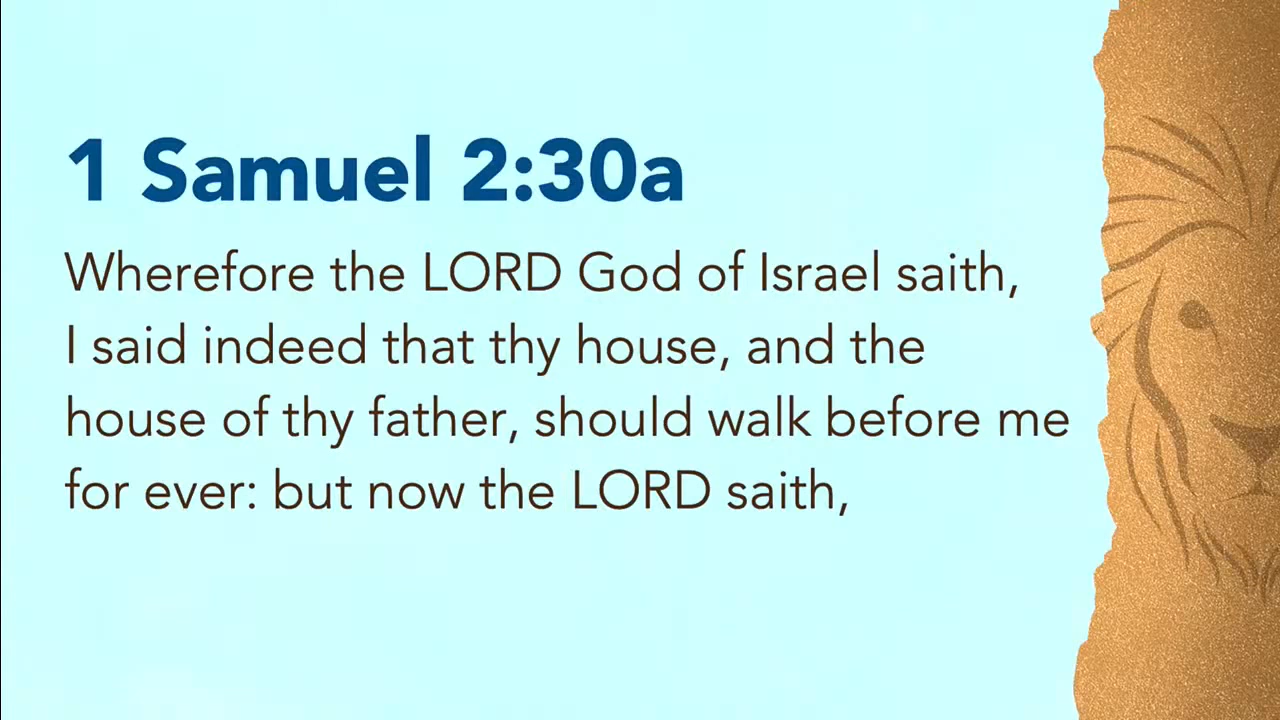 1 Samuel 2:30a
Wherefore the LORD God of Israel saith,
I said indeed that thy house, and the
house of thy father, should walk before me
for ever: but now the LORD saith,